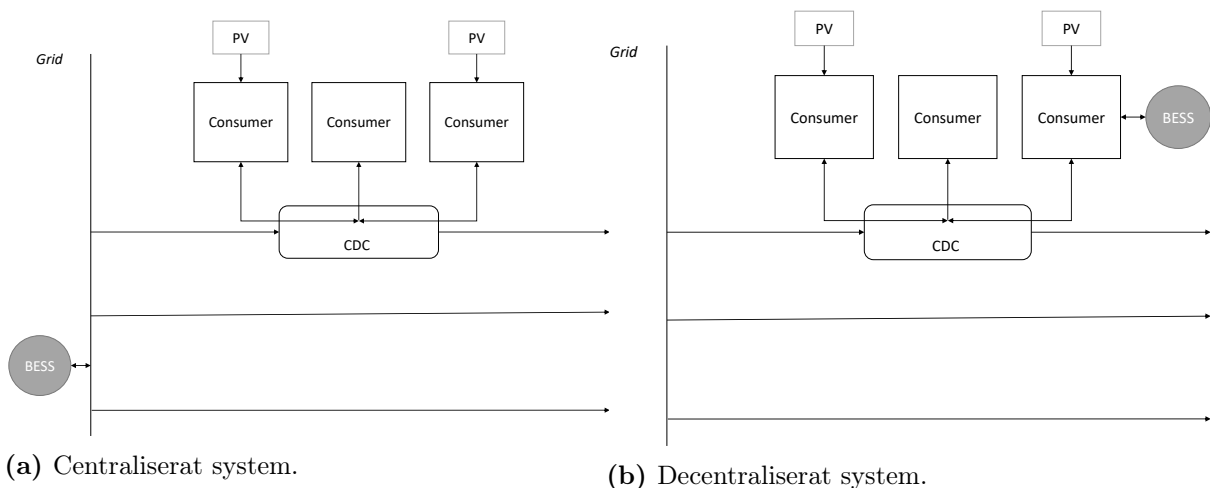 PV
PV
Grid
Consumer
Consumer
Consumer
CDC
BESS
(a) Centraliserat system.
PV
PV
Grid
Consumer
Consumer
Consumer
BESS
CDC
(b) Decentraliserat system.